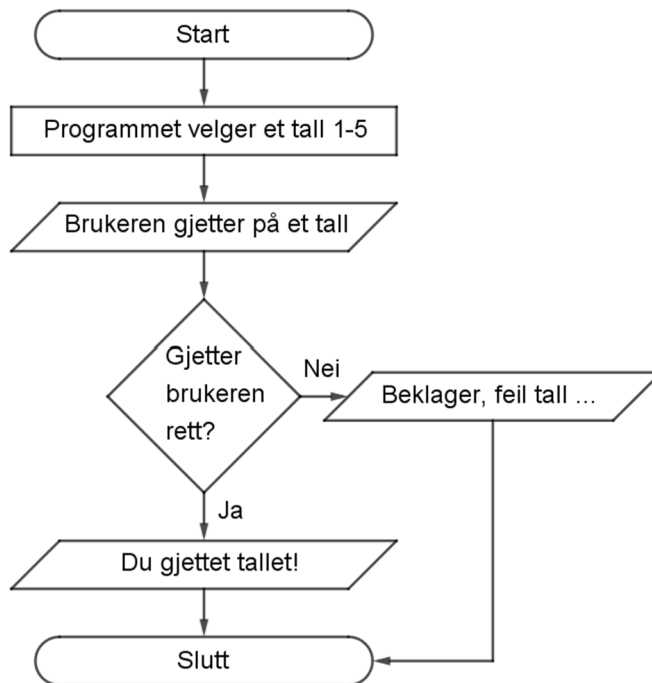 Start
Programmet velger et tall 1-5
Brukeren gjetter på et tall
Gjetter
brukeren
rett?
Nei
Beklager, feil tall ...
Ja
Du gjettet tallet!
Slutt